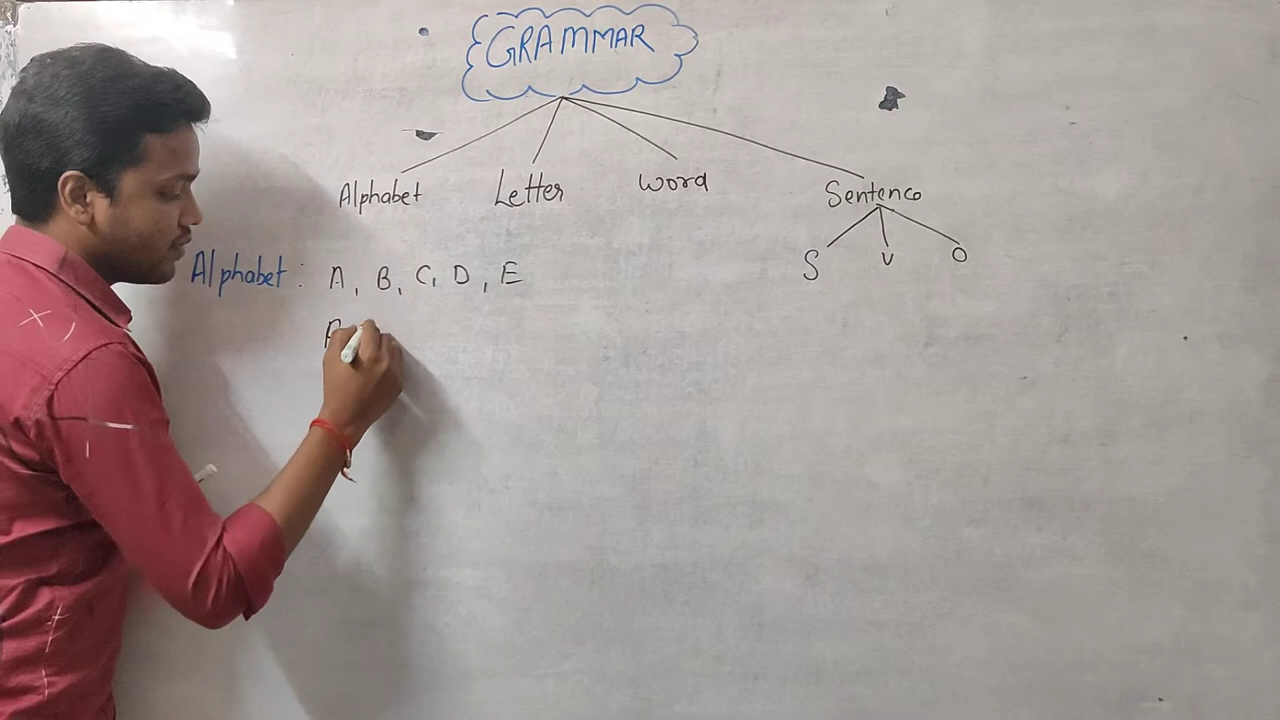 GRAMMAR
Alphabet Letter Word Sentence
S V O
Alphabet : A, B, C, D, E